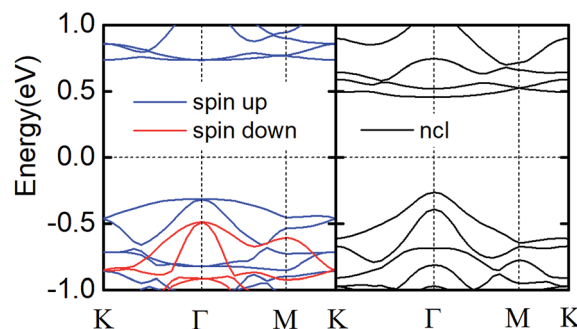 Energy(eV)
1.0
0.5
0.0
-0.5
-1.0
spin up
spin down
ncl
K Γ M K Γ M K